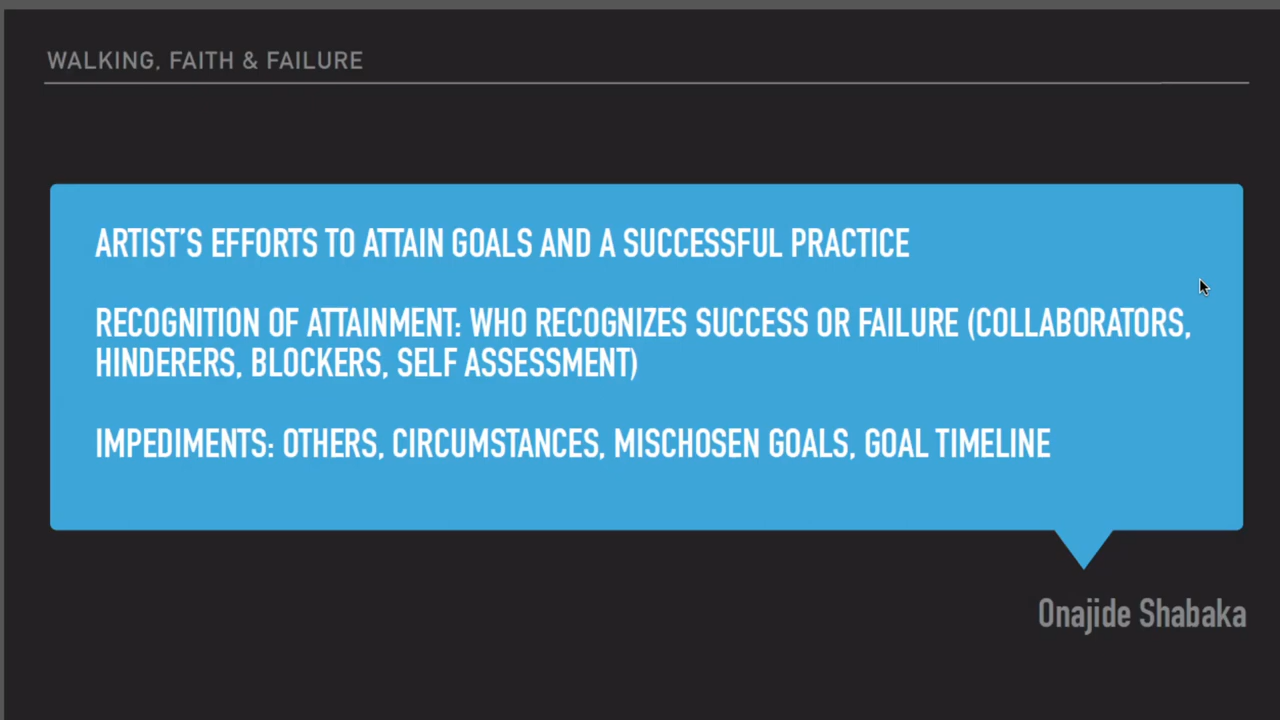 WALKING, FAITH & FAILURE
ARTIST’S EFFORTS TO ATTAIN GOALS AND A SUCCESSFUL PRACTICE
RECOGNITION OF ATTAINMENT: WHO RECOGNIZES SUCCESS OR FAILURE (COLLABORATORS,
HINDERERS, BLOCKERS, SELF ASSESSMENT)
IMPEDIMENTS: OTHERS, CIRCUMSTANCES, MISCHOSEN GOALS, GOAL TIMELINE
Onajide Shabaka